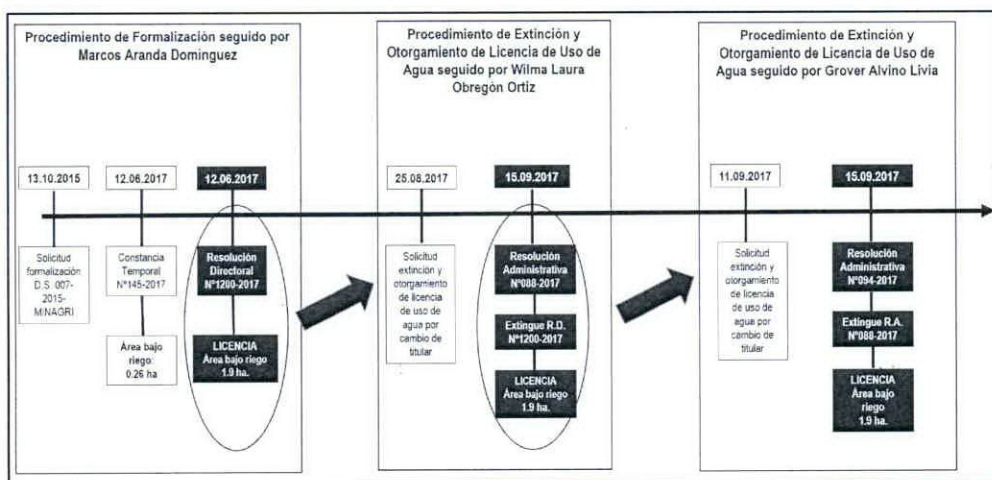 Procedimiento de Formalización seguido por
Marcos Aranda Dominguez
13.10.2015
12.06.2017
12.06.2017
Solicitud
formalización
D.S. 007-
2015-
MINAGRI
Constancia
Temporal
N°145-2017
Área bajo
riego:
0.26 ha
Resolución
Directoral
N°1200-2017
LICENCIA
Área bajo riego
1.9 ha.
Procedimiento de Extinción y
Otorgamiento de Licencia de Uso de
Agua seguido por Wilma Laura
Obregón Ortiz
25.08.2017
15.09.2017
Solicitud
extinción y
otorgamiento
de licencia
de uso de
agua por
cambio de
titular
Resolución
Administrativa
N°088-2017
Extingue R.D.
N°1200-2017
LICENCIA
Área bajo riego
1.9 ha.
Procedimiento de Extinción y
Otorgamiento de Licencia de Uso de
Agua seguido por Grover Alvino Livia
11.09.2017
15.09.2017
Solicitud
extinción y
otorgamiento
de licencia
de uso de
agua por
cambio de
titular
Resolución
Administrativa
N°094-2017
Extingue R.A.
N°088-2017
LICENCIA
Área bajo
riego
1.9 ha.